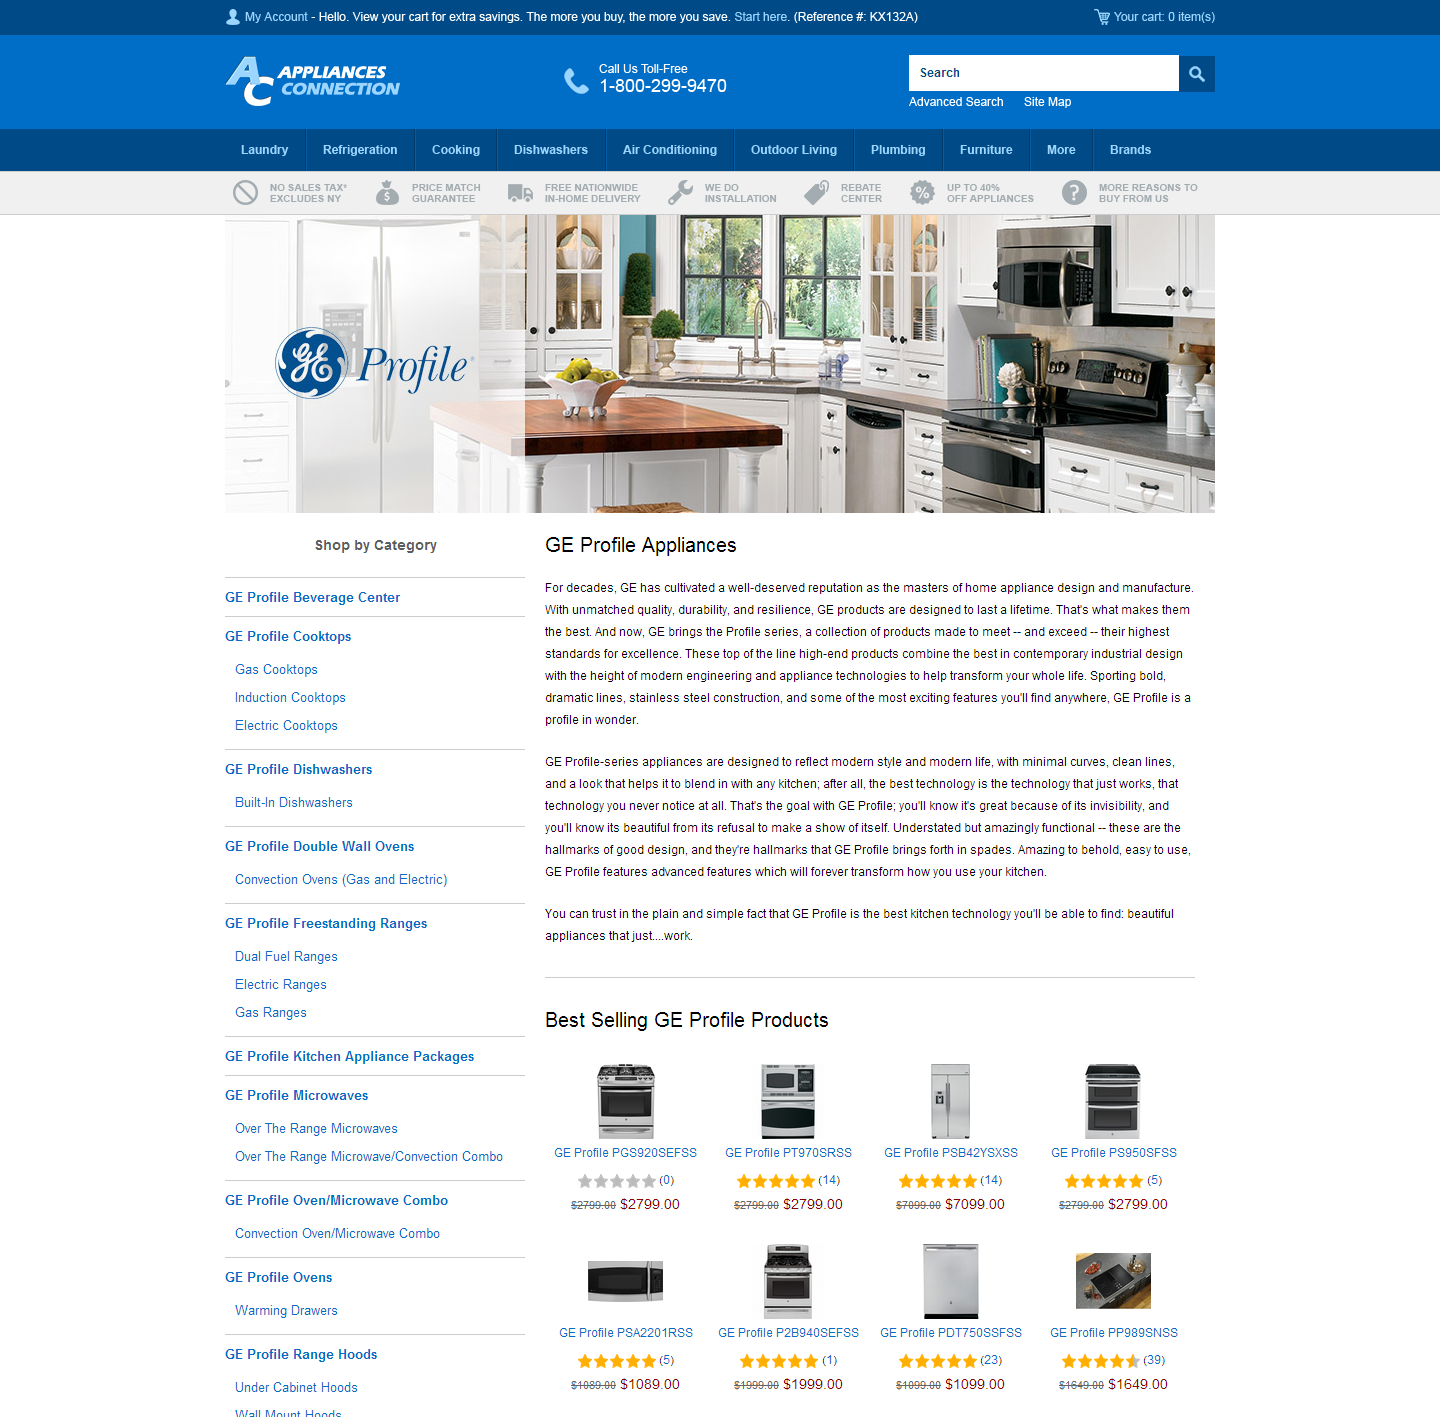 My Account - Hello. View your cart for extra savings. The more you buy, the more you save. Start here. (Reference #: KX132A)
Your cart: 0 item(s)
AC APPLIANCES CONNECTION
Call Us Toll-Free
1-800-299-9470
Search
Advanced Search Site Map
Laundry Refrigeration Cooking Dishwashers Air Conditioning Outdoor Living Plumbing Furniture More Brands
NO SALES TAX* EXCLUDES NY
PRICE MATCH GUARANTEE
FREE NATIONWIDE IN-HOME DELIVERY
WE DO INSTALLATION
REBATE CENTER
UP TO 40% OFF APPLIANCES
MORE REASONS TO BUY FROM US
GE Profile
Shop by Category
GE Profile Beverage Center
GE Profile Cooktops
Gas Cooktops
Induction Cooktops
Electric Cooktops
GE Profile Dishwashers
Built-In Dishwashers
GE Profile Double Wall Ovens
Convection Ovens (Gas and Electric)
GE Profile Freestanding Ranges
Dual Fuel Ranges
Electric Ranges
Gas Ranges
GE Profile Kitchen Appliance Packages
GE Profile Microwaves
Over The Range Microwaves
Over The Range Microwave/Convection Combo
GE Profile Oven/Microwave Combo
Convection Oven/Microwave Combo
GE Profile Ovens
Warming Drawers
GE Profile Range Hoods
Under Cabinet Hoods
Wall Mount Hoods
GE Profile Appliances
For decades, GE has cultivated a well-deserved reputation as the masters of home appliance design and manufacture.
With unmatched quality, durability, and resilience, GE products are designed to last a lifetime. That's what makes them
the best. And now, GE brings the Profile series, a collection of products made to meet -- and exceed -- their highest
standards for excellence. These top of the line high-end products combine the best in contemporary industrial design
with the height of modern engineering and appliance technologies to help transform your whole life. Sporting bold,
dramatic lines, stainless steel construction, and some of the most exciting features you'll find anywhere, GE Profile is a
profile in wonder.
GE Profile-series appliances are designed to reflect modern style and modern life, with minimal curves, clean lines,
and a look that helps it to blend in with any kitchen; after all, the best technology is the technology that just works, that
technology you never notice at all. That's the goal with GE Profile; you'll know it's great because of its invisibility, and
you'll know its beautiful from its refusal to make a show of itself. Understated but amazingly functional -- these are the
hallmarks of good design, and they're hallmarks that GE Profile brings forth in spades. Amazing to behold, easy to use,
GE Profile features advanced features which will forever transform how you use your kitchen.
You can trust in the plain and simple fact that GE Profile is the best kitchen technology you'll be able to find: beautiful
appliances that just....work.
Best Selling GE Profile Products
GE Profile PGS920SEFSS GE Profile PT970SRSS GE Profile PSB42YSXSS GE Profile PS950SFSS
(0) (14) (14) (5)
$2799.00 $2799.00 $2799.00 $2799.00 $7099.00 $7099.00 $2799.00 $2799.00
GE Profile PSA2201RSS GE Profile P2B940SEFSS GE Profile PDT750SSFSS GE Profile PP989SNSS
(5) (1) (23) (39)
$1089.00 $1089.00 $1999.00 $1999.00 $1099.00 $1099.00 $1649.00 $1649.00